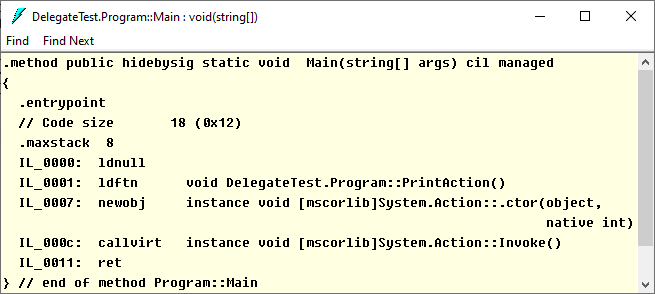 DelegateTest.Program::Main : void(string[])
Find Find Next
.method public hidebysig static void  Main(string[] args) cil managed
{
  .entrypoint
  // Code size       18 (0x12)
  .maxstack  8
  IL_0000:  ldnull
  IL_0001:  ldftn      void DelegateTest.Program::PrintAction()
  IL_0007:  newobj     instance void [mscorlib]System.Action::.ctor(object,
                                                                    native int)
  IL_000c:  callvirt   instance void [mscorlib]System.Action::Invoke()
  IL_0011:  ret
} // end of method Program::Main